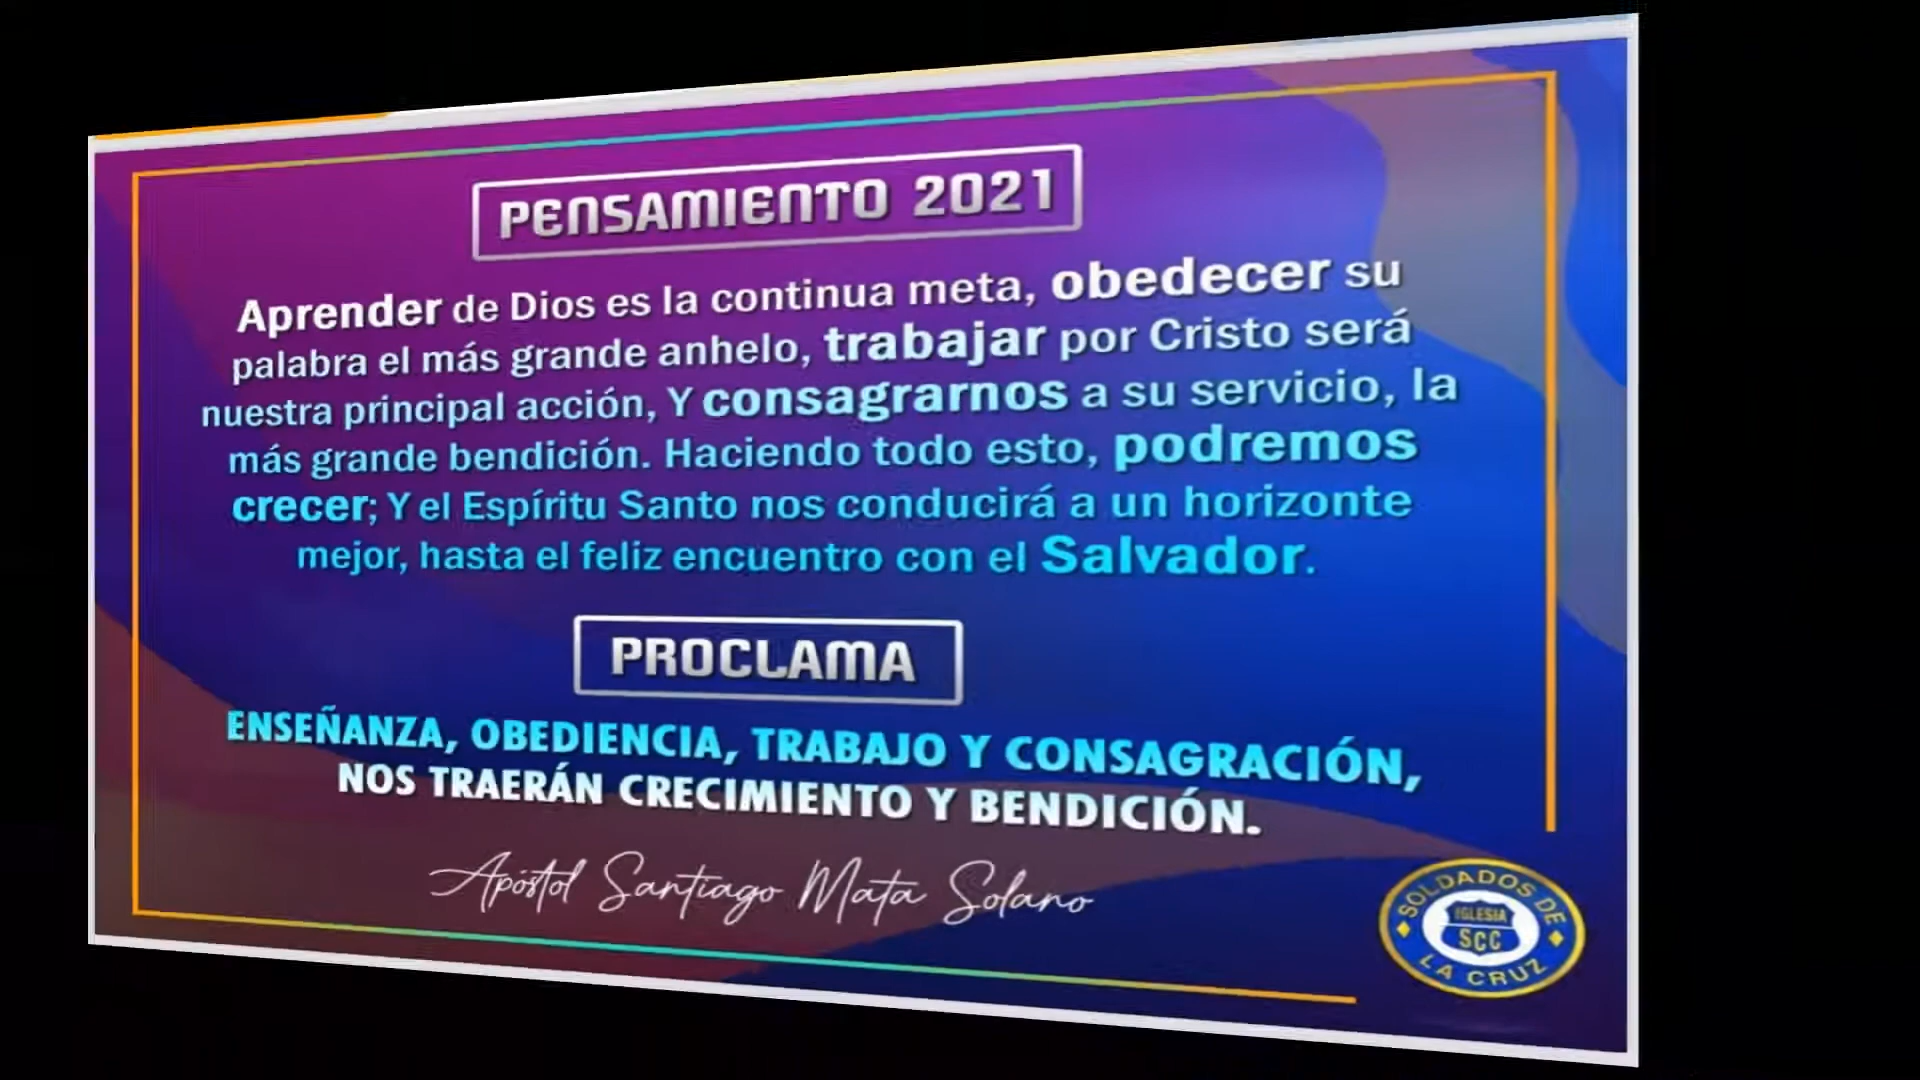 PENSAMIENTO 2021
Aprender de Dios es la continua meta, obedecer su
palabra el más grande anhelo, trabajar por Cristo será
nuestra principal acción, Y consagrarnos a su servicio, la
más grande bendición. Haciendo todo esto, podremos
crecer; Y el Espíritu Santo nos conducirá a un horizonte
mejor, hasta el feliz encuentro con el Salvador.
PROCLAMA
ENSEÑANZA, OBEDIENCIA, TRABAJO Y CONSAGRACIÓN,
NOS TRAERÁN CRECIMIENTO Y BENDICIÓN.
Apóstol Santiago Mata Solano
SOLDADOS DE
IGLESIA
SCC
LA CRUZ